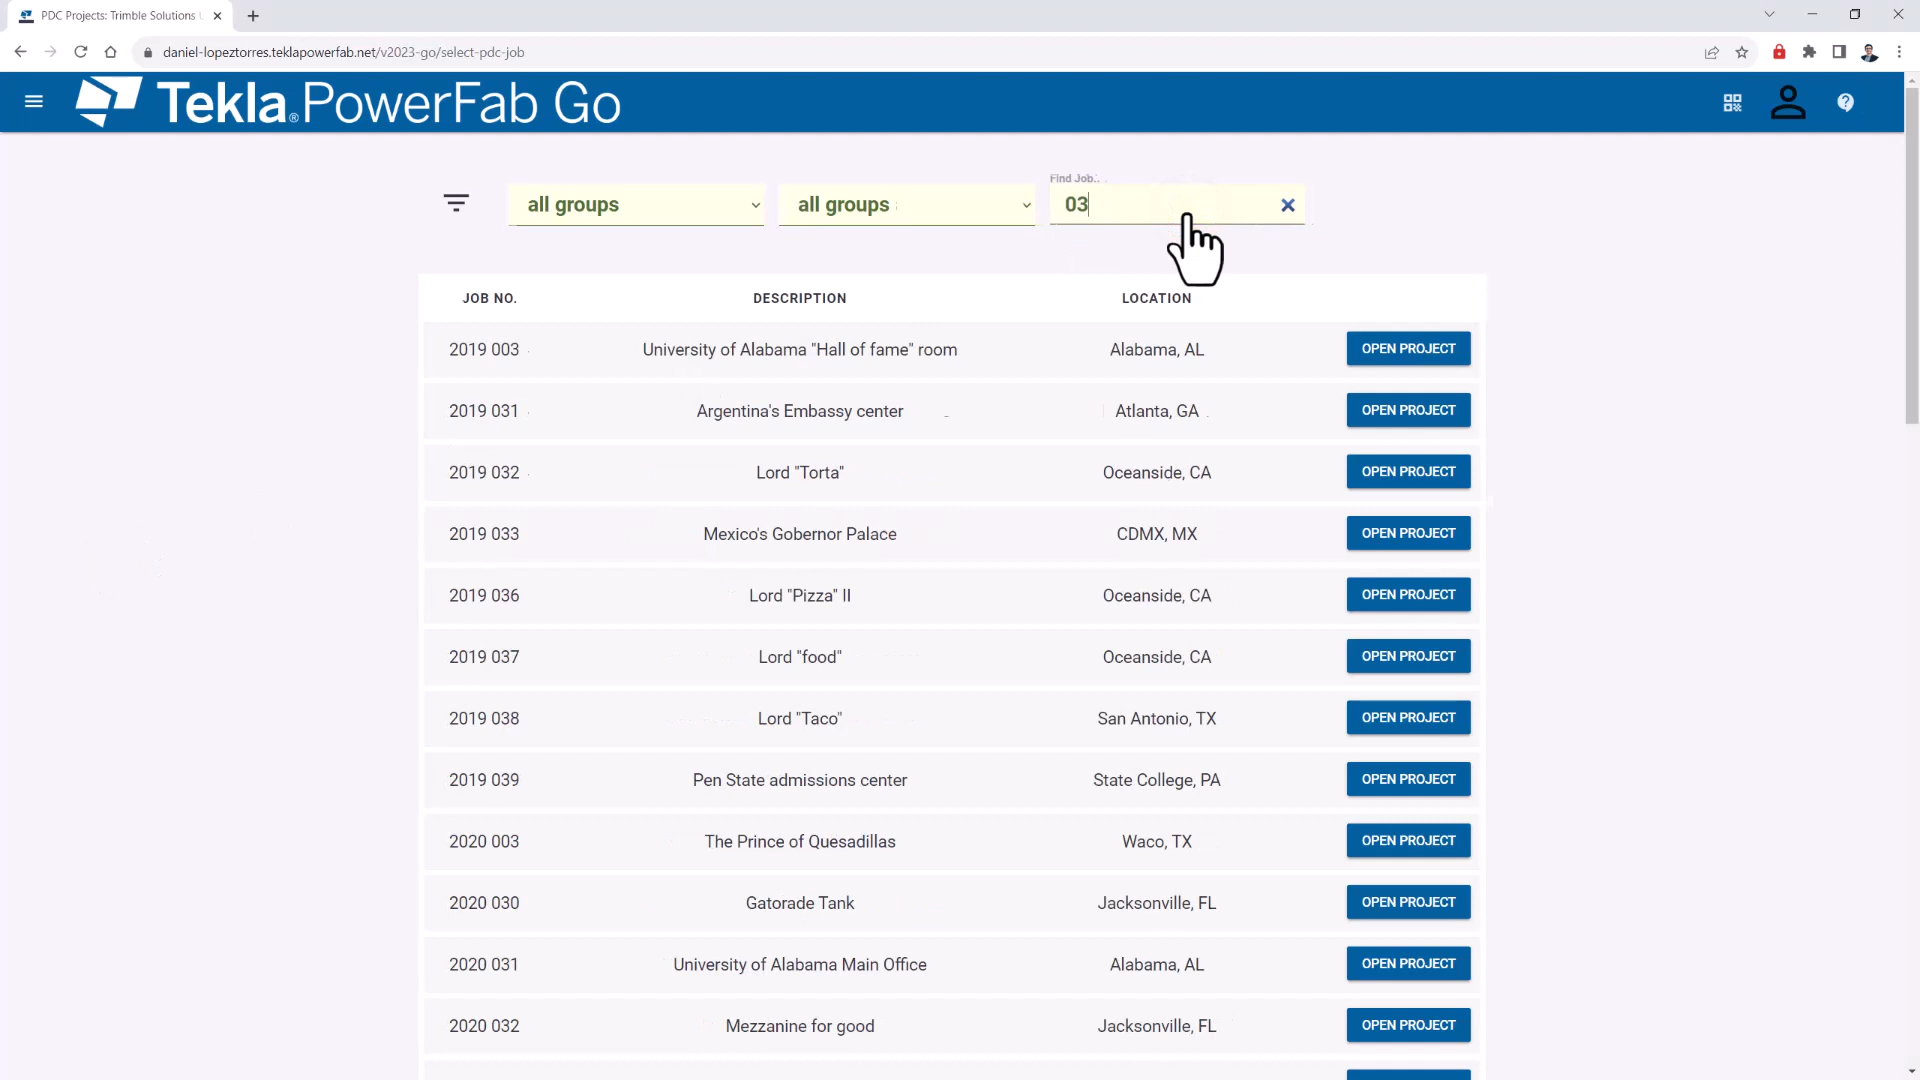 PDC Projects: Trimble Solutions
daniel-lopeztorres.teklapowerfab.net/v2023-go/select-pdc-job
Tekla® PowerFab Go
Find Job...
all groups
all groups
03
JOB NO. DESCRIPTION LOCATION
2019 003 University of Alabama "Hall of fame" room Alabama, AL OPEN PROJECT
2019 031 Argentina's Embassy center Atlanta, GA OPEN PROJECT
2019 032 Lord "Torta" Oceanside, CA OPEN PROJECT
2019 033 Mexico's Gobernor Palace CDMX, MX OPEN PROJECT
2019 036 Lord "Pizza" II Oceanside, CA OPEN PROJECT
2019 037 Lord "food" Oceanside, CA OPEN PROJECT
2019 038 Lord "Taco" San Antonio, TX OPEN PROJECT
2019 039 Pen State admissions center State College, PA OPEN PROJECT
2020 003 The Prince of Quesadillas Waco, TX OPEN PROJECT
2020 030 Gatorade Tank Jacksonville, FL OPEN PROJECT
2020 031 University of Alabama Main Office Alabama, AL OPEN PROJECT
2020 032 Mezzanine for good Jacksonville, FL OPEN PROJECT